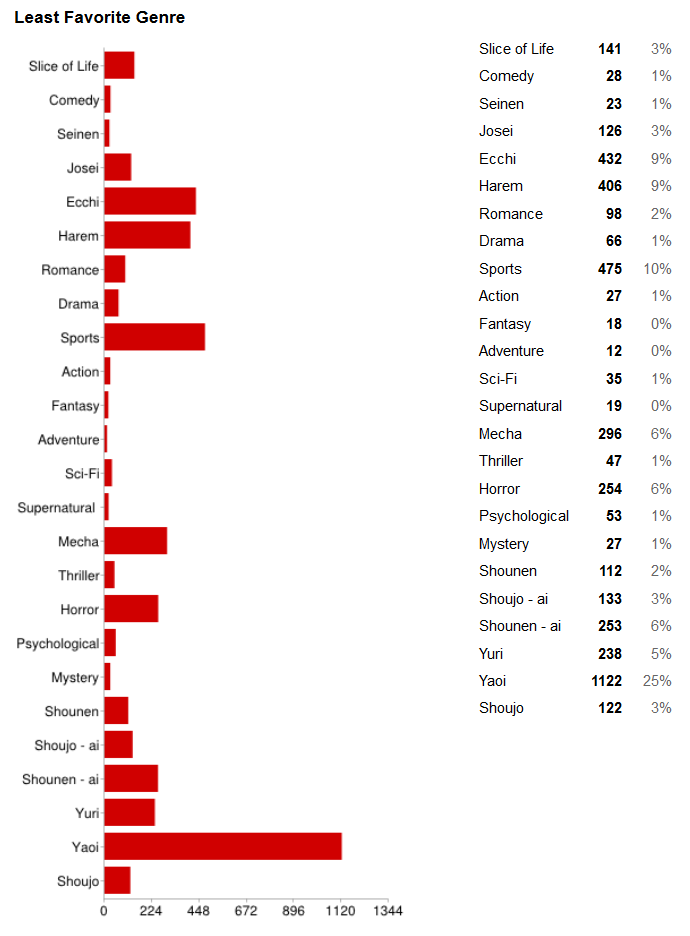 Least Favorite Genre
Slice of Life 141 3%
Comedy 28 1%
Seinen 23 1%
Josei 126 3%
Ecchi 432 9%
Harem 406 9%
Romance 98 2%
Drama 66 1%
Sports 475 10%
Action 27 1%
Fantasy 18 0%
Adventure 12 0%
Sci-Fi 35 1%
Supernatural 19 0%
Mecha 296 6%
Thriller 47 1%
Horror 254 6%
Psychological 53 1%
Mystery 27 1%
Shounen 112 2%
Shoujo - ai 133 3%
Shounen - ai 253 6%
Yuri 238 5%
Yaoi 1122 25%
Shoujo 122 3%
Slice of Life
Comedy
Seinen
Josei
Ecchi
Harem
Romance
Drama
Sports
Action
Fantasy
Adventure
Sci-Fi
Supernatural
Mecha
Thriller
Horror
Psychological
Mystery
Shounen
Shoujo - ai
Shounen - ai
Yuri
Yaoi
Shoujo
0 224 448 672 896 1120 1344